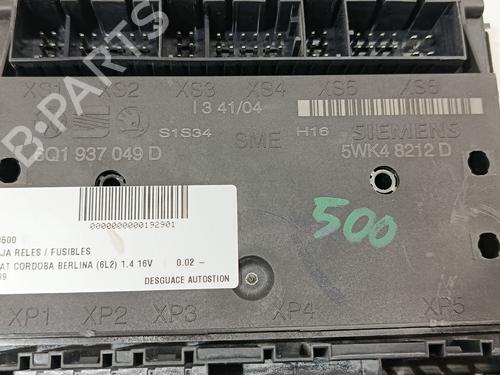 XS1 XS2 XS3 XS4 XS5 XS6
I 3 41/04
S1S34 SME H16 SIEMENS
6Q1 937 049 D 5WK4 8212 D
0000000000192901
500
JA RELES / FUSIBLES
AT CORDOBA BERLINA (6L2) 1.4 16V 0.02 -
DESGUACE AUTOSTION
500
XP1 XP2 XP3 XP4 XP5